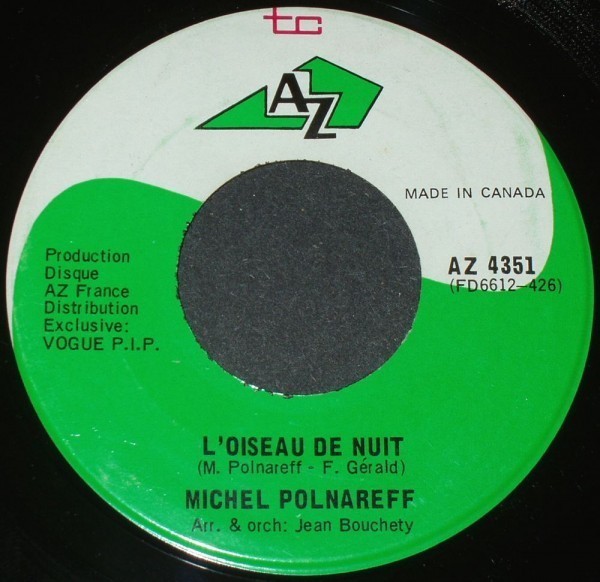 tc
AZ
MADE IN CANADA
AZ 4351
(FD6612-426)
Production
Disque
AZ France
Distribution
Exclusive:
VOGUE P.I.P.
L'OISEAU DE NUIT
(M. Polnareff - F. Gérald)
MICHEL POLNAREFF
Arr. & orch: Jean Bouchety